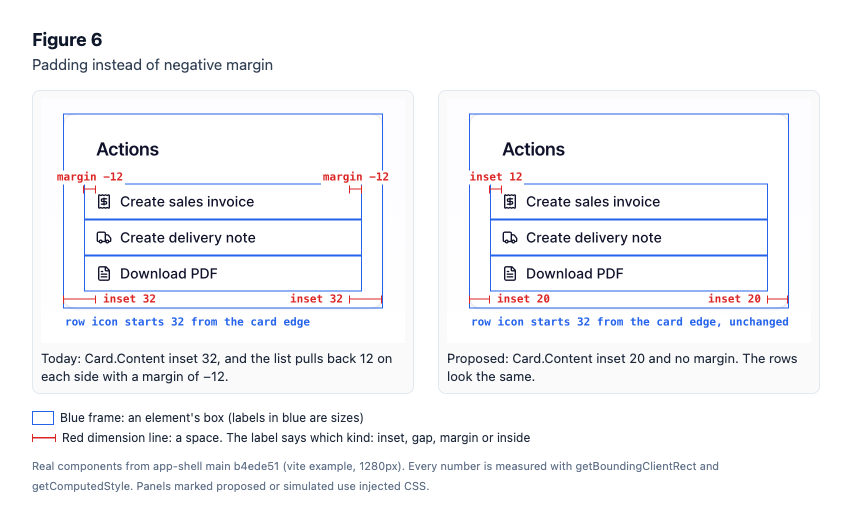 Figure 6
Padding instead of negative margin
Actions
margin −12
margin −12
Create sales invoice
Create delivery note
Download PDF
inset 32
inset 32
row icon starts 32 from the card edge
Today: Card.Content inset 32, and the list pulls back 12 on
each side with a margin of −12.
Actions
inset 12
Create sales invoice
Create delivery note
Download PDF
inset 20
inset 20
row icon starts 32 from the card edge, unchanged
Proposed: Card.Content inset 20 and no margin. The rows
look the same.
Blue frame: an element's box (labels in blue are sizes)
Red dimension line: a space. The label says which kind: inset, gap, margin or inside
Real components from app-shell main b4ede51 (vite example, 1280px). Every number is measured with getBoundingClientRect and
getComputedStyle. Panels marked proposed or simulated use injected CSS.